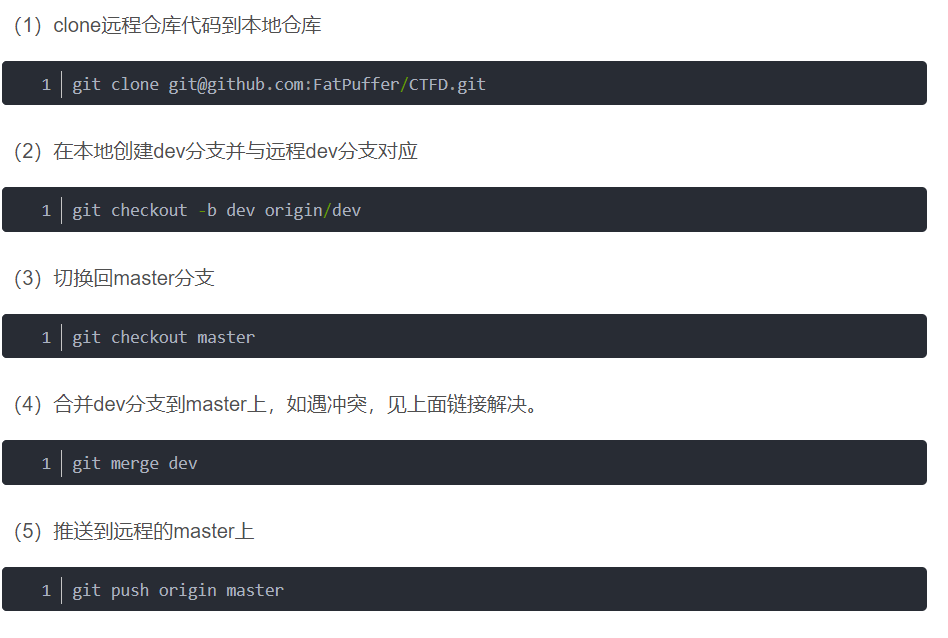 （1）clone远程仓库代码到本地仓库
1 git clone git@github.com:FatPuffer/CTFD.git
（2）在本地创建dev分支并与远程dev分支对应
1 git checkout -b dev origin/dev
（3）切换回master分支
1 git checkout master
（4）合并dev分支到master上，如遇冲突，见上面链接解决。
1 git merge dev
（5）推送到远程的master上
1 git push origin master